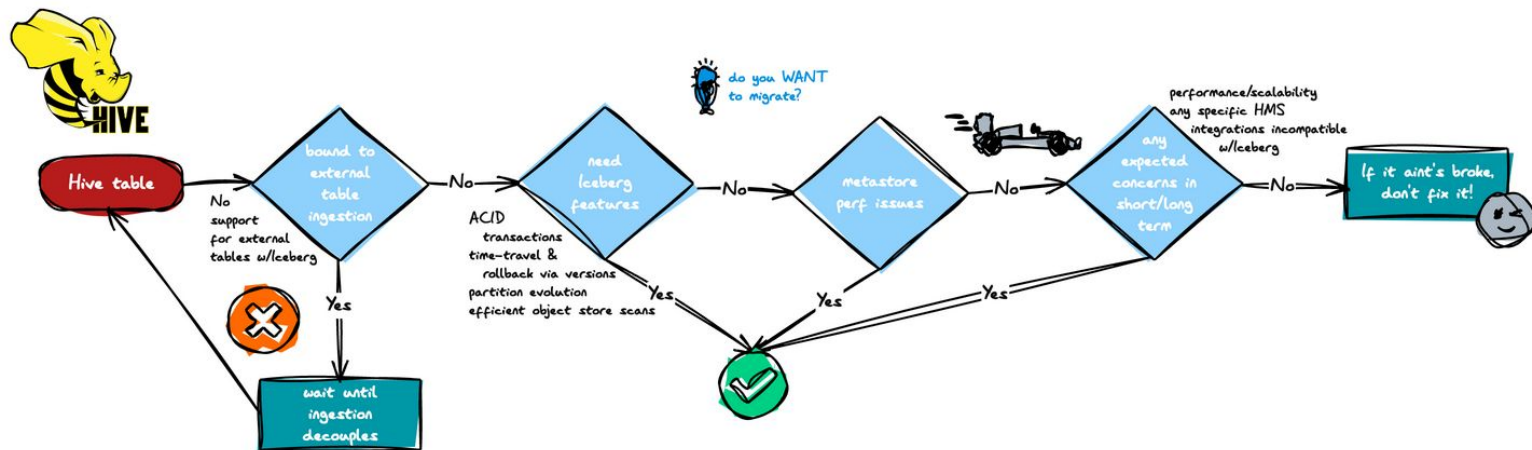 HIVE
Hive table
No
support
for external
tables w/Iceberg
bound to
external
table
ingestion
Yes
wait until
ingestion
decouples
No
need
Iceberg
features
ACID
transactions
time-travel &
rollback via versions
partition evolution
efficient object store scans
Yes
do you WANT
to migrate?
No
metastore
perf issues
Yes
No
performance/scalability
any specific HMS
integrations incompatible
w/Iceberg
any
expected
concerns in
short/long
term
Yes
No
If it aint's broke,
don't fix it!